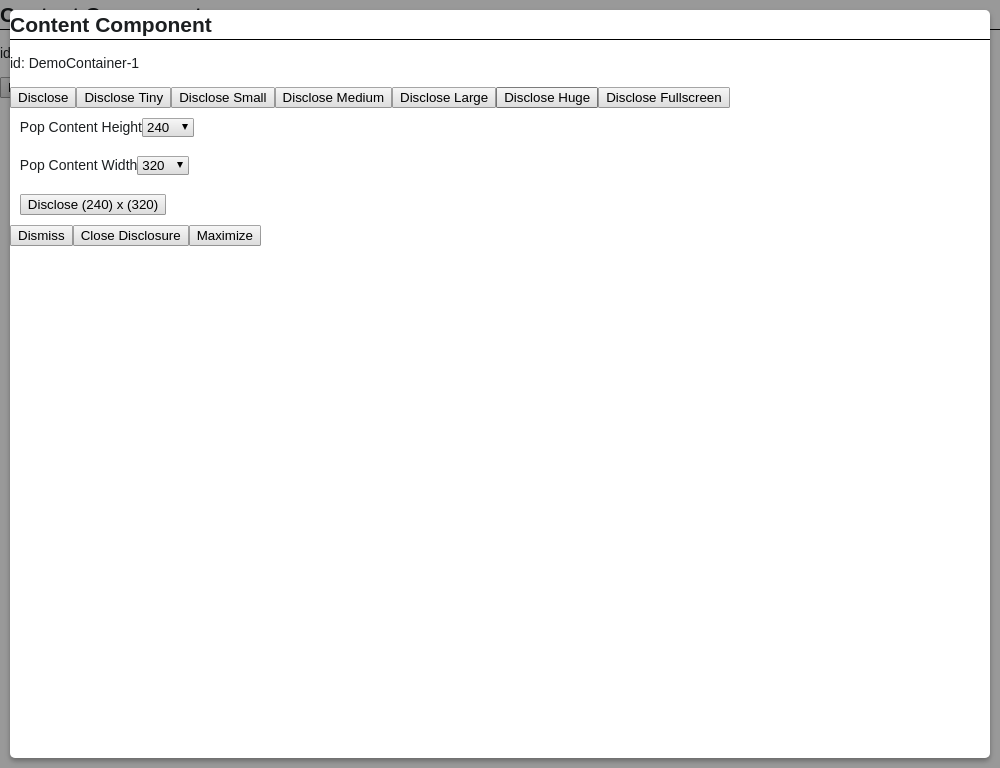 Content Component
id: DemoContainer-1
Disclose Disclose Tiny Disclose Small Disclose Medium Disclose Large Disclose Huge Disclose Fullscreen
Pop Content Height 240
Pop Content Width 320
Disclose (240) x (320)
Dismiss Close Disclosure Maximize